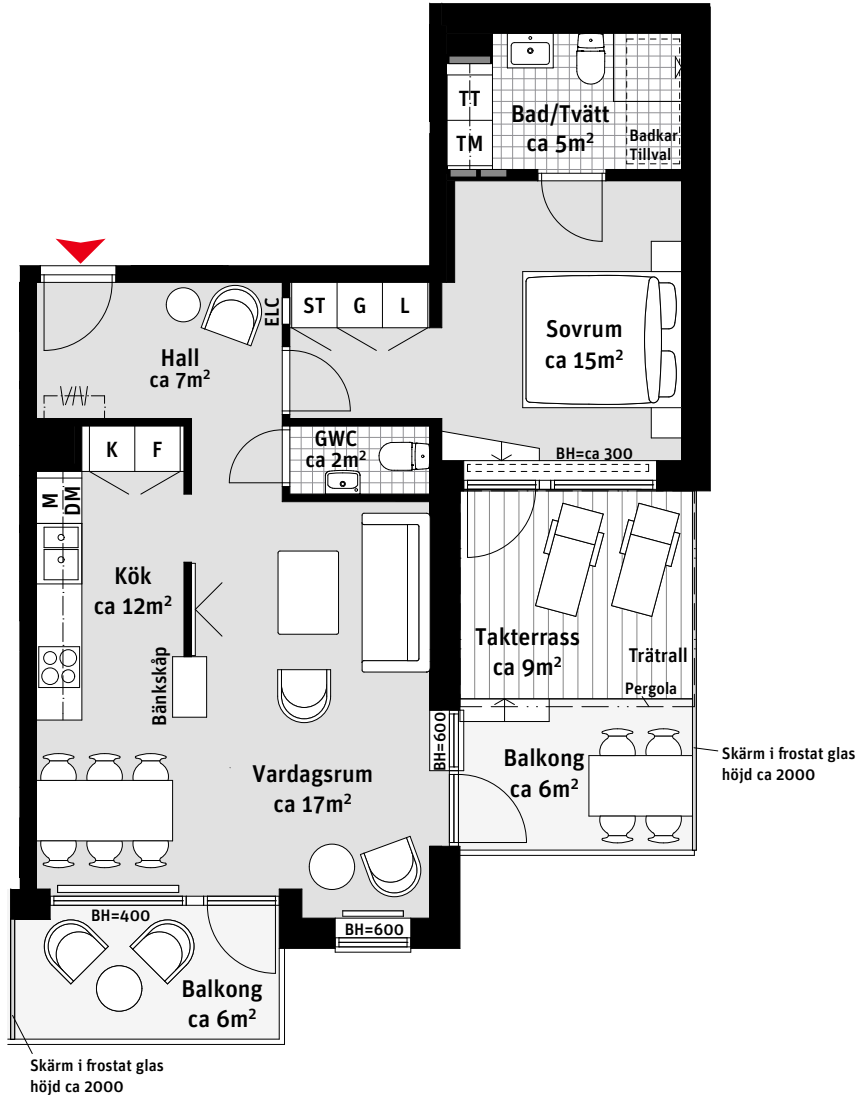 TT
TM
Bad/Tvätt
ca 5m²
Badkar
Tillval
ELC
ST
G
L
Hall
ca 7m²
Sovrum
ca 15m²
K
F
GWC
ca 2m²
BH=ca 300
M
DM
Kök
ca 12m²
Bänkskåp
Takterrass
ca 9m²
Trätrall
Pergola
BH=600
Vardagsrum
ca 17m²
Balkong
ca 6m²
Skärm i frostat glas
höjd ca 2000
BH=400
BH=600
Balkong
ca 6m²
Skärm i frostat glas
höjd ca 2000